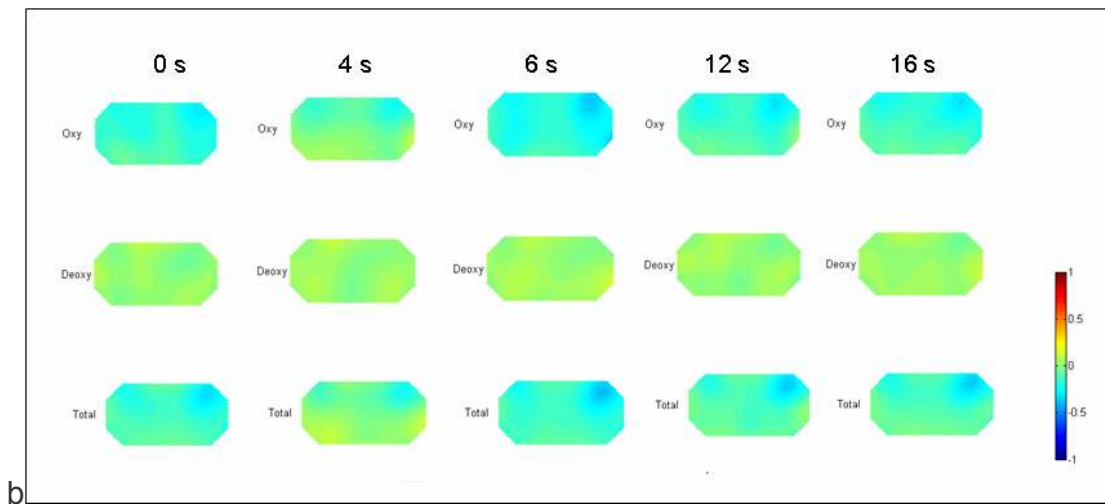 0 s 4 s 6 s 12 s 16 s
Oxy Oxy Oxy Oxy Oxy
Deoxy Deoxy Deoxy Deoxy Deoxy
1
0.5
0
-0.5
-1
Total Total Total Total Total
b